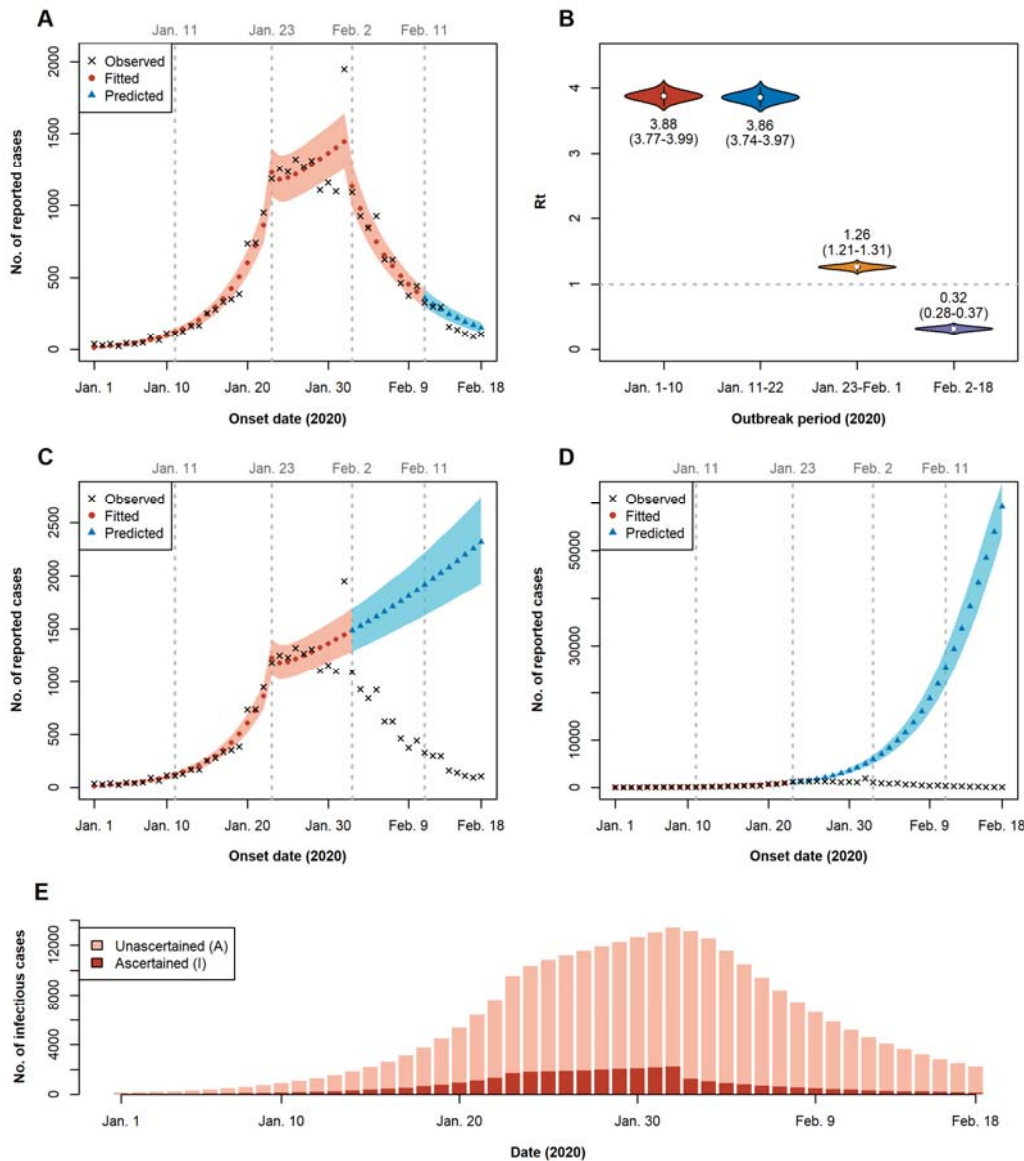 A
Jan. 11 Jan. 23 Feb. 2 Feb. 11
Observed
Fitted
Predicted
No. of reported cases
0 500 1000 1500 2000
Jan. 1 Jan. 10 Jan. 20 Jan. 30 Feb. 9 Feb. 18
Onset date (2020)
B
Rt
0 1 2 3 4
3.88
(3.77-3.99)
3.86
(3.74-3.97)
1.26
(1.21-1.31)
0.32
(0.28-0.37)
Jan. 1-10 Jan. 11-22 Jan. 23-Feb. 1 Feb. 2-18
Outbreak period (2020)
C
Jan. 11 Jan. 23 Feb. 2 Feb. 11
Observed
Fitted
Predicted
No. of reported cases
0 500 1000 1500 2000 2500
Jan. 1 Jan. 10 Jan. 20 Jan. 30 Feb. 9 Feb. 18
Onset date (2020)
D
Jan. 11 Jan. 23 Feb. 2 Feb. 11
Observed
Fitted
Predicted
No. of reported cases
0 10000 30000 50000
Jan. 1 Jan. 10 Jan. 20 Jan. 30 Feb. 9 Feb. 18
Onset date (2020)
E
Unascertained (A)
Ascertained (I)
No. of infectious cases
0 4000 8000 12000
Jan. 1 Jan. 10 Jan. 20 Jan. 30 Feb. 9 Feb. 18
Date (2020)